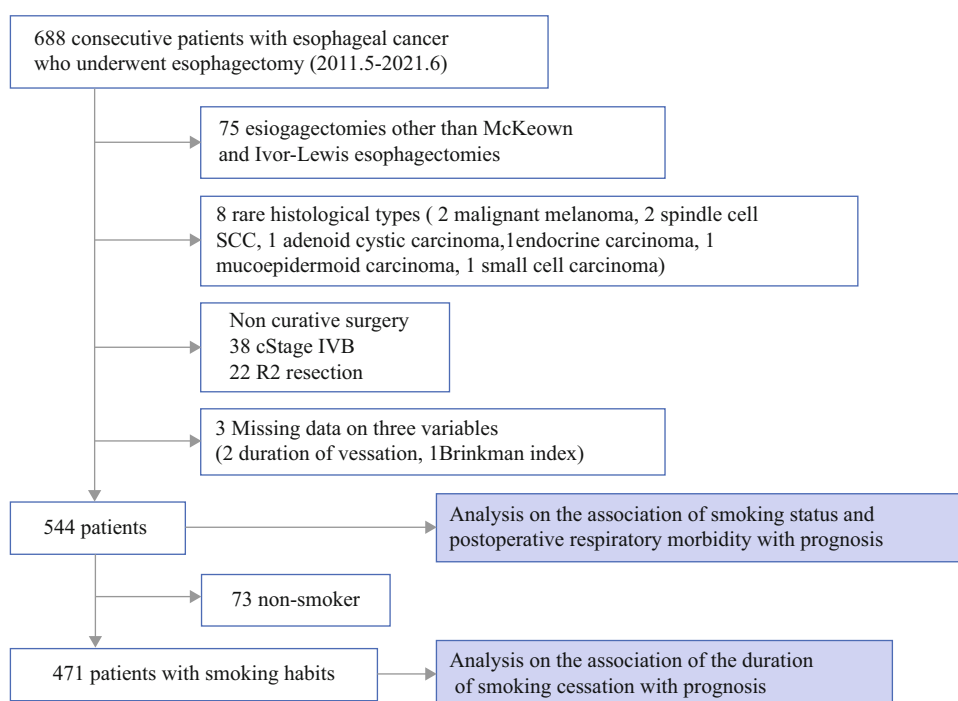 688 consecutive patients with esophageal cancer
who underwent esophagectomy (2011.5-2021.6)
75 esiogagectomies other than McKeown
and Ivor-Lewis esophagectomies
8 rare histological types ( 2 malignant melanoma, 2 spindle cell
SCC, 1 adenoid cystic carcinoma,1endocrine carcinoma, 1
mucoepidermoid carcinoma, 1 small cell carcinoma)
Non curative surgery
38 cStage IVB
22 R2 resection
3 Missing data on three variables
(2 duration of vessation, 1Brinkman index)
544 patients
Analysis on the association of smoking status and
postoperative respiratory morbidity with prognosis
73 non-smoker
471 patients with smoking habits
Analysis on the association of the duration
of smoking cessation with prognosis